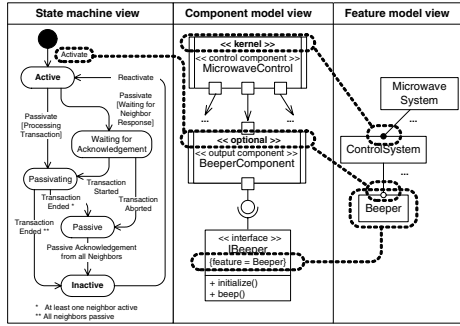 State machine view
Component model view
Feature model view
Activate
Active
Reactivate
Passivate
[Waiting for
Neighbor
Response]
Passivate
[Processing
Transaction]
Waiting for
Acknowledgement
Passivating
Transaction
Started
Transaction
Ended *
Transaction
Aborted
Transaction
Ended **
Passive
Passive Acknowledgement
from all Neighbors
Inactive
* At least one neighbor active
** All neighbors passive
<< kernel >>
<< control component >>
MicrowaveControl
...
...
<< optional >>
<< output component >>
BeeperComponent
<< interface >>
IBeeper
{feature = Beeper}
+ initialize()
+ beep()
Microwave
System
...
ControlSystem
...
Beeper